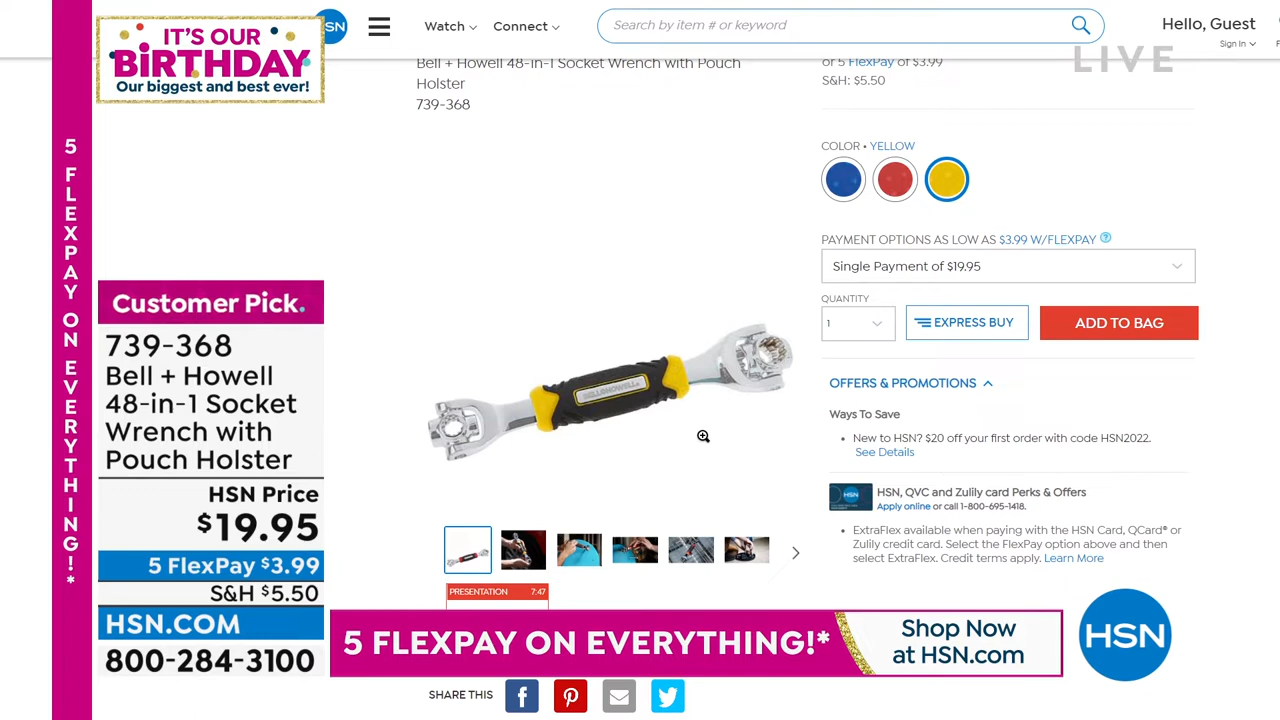 IT'S OUR
BIRTHDAY
Our biggest and best ever!
SN
Watch
Connect
Search by item # or keyword
Hello, Guest
Sign In
LIVE
Bell + Howell 48-in-1 Socket Wrench with Pouch
Holster
739-368
or 5 FlexPay of $3.99
S&H: $5.50
COLOR • YELLOW
PAYMENT OPTIONS AS LOW AS $3.99 W/FLEXPAY ?
Single Payment of $19.95
QUANTITY
1
EXPRESS BUY
ADD TO BAG
OFFERS & PROMOTIONS
Ways To Save
• New to HSN? $20 off your first order with code HSN2022.
See Details
HSN
HSN, QVC and Zulily card Perks & Offers
Apply online or call 1-800-695-1418.
• ExtraFlex available when paying with the HSN Card, QCard® or
Zulily credit card. Select the FlexPay option above and then
select ExtraFlex. Credit terms apply. Learn More
5 FLEXPAY ON EVERYTHING!*
Customer Pick.
739-368
Bell + Howell
48-in-1 Socket
Wrench with
Pouch Holster
HSN Price
$19.95
5 FlexPay $3.99
S&H $5.50
HSN.COM
800-284-3100
BELL+HOWELL®
PRESENTATION 7:47
5 FLEXPAY ON EVERYTHING!*
Shop Now
at HSN.com
HSN
SHARE THIS